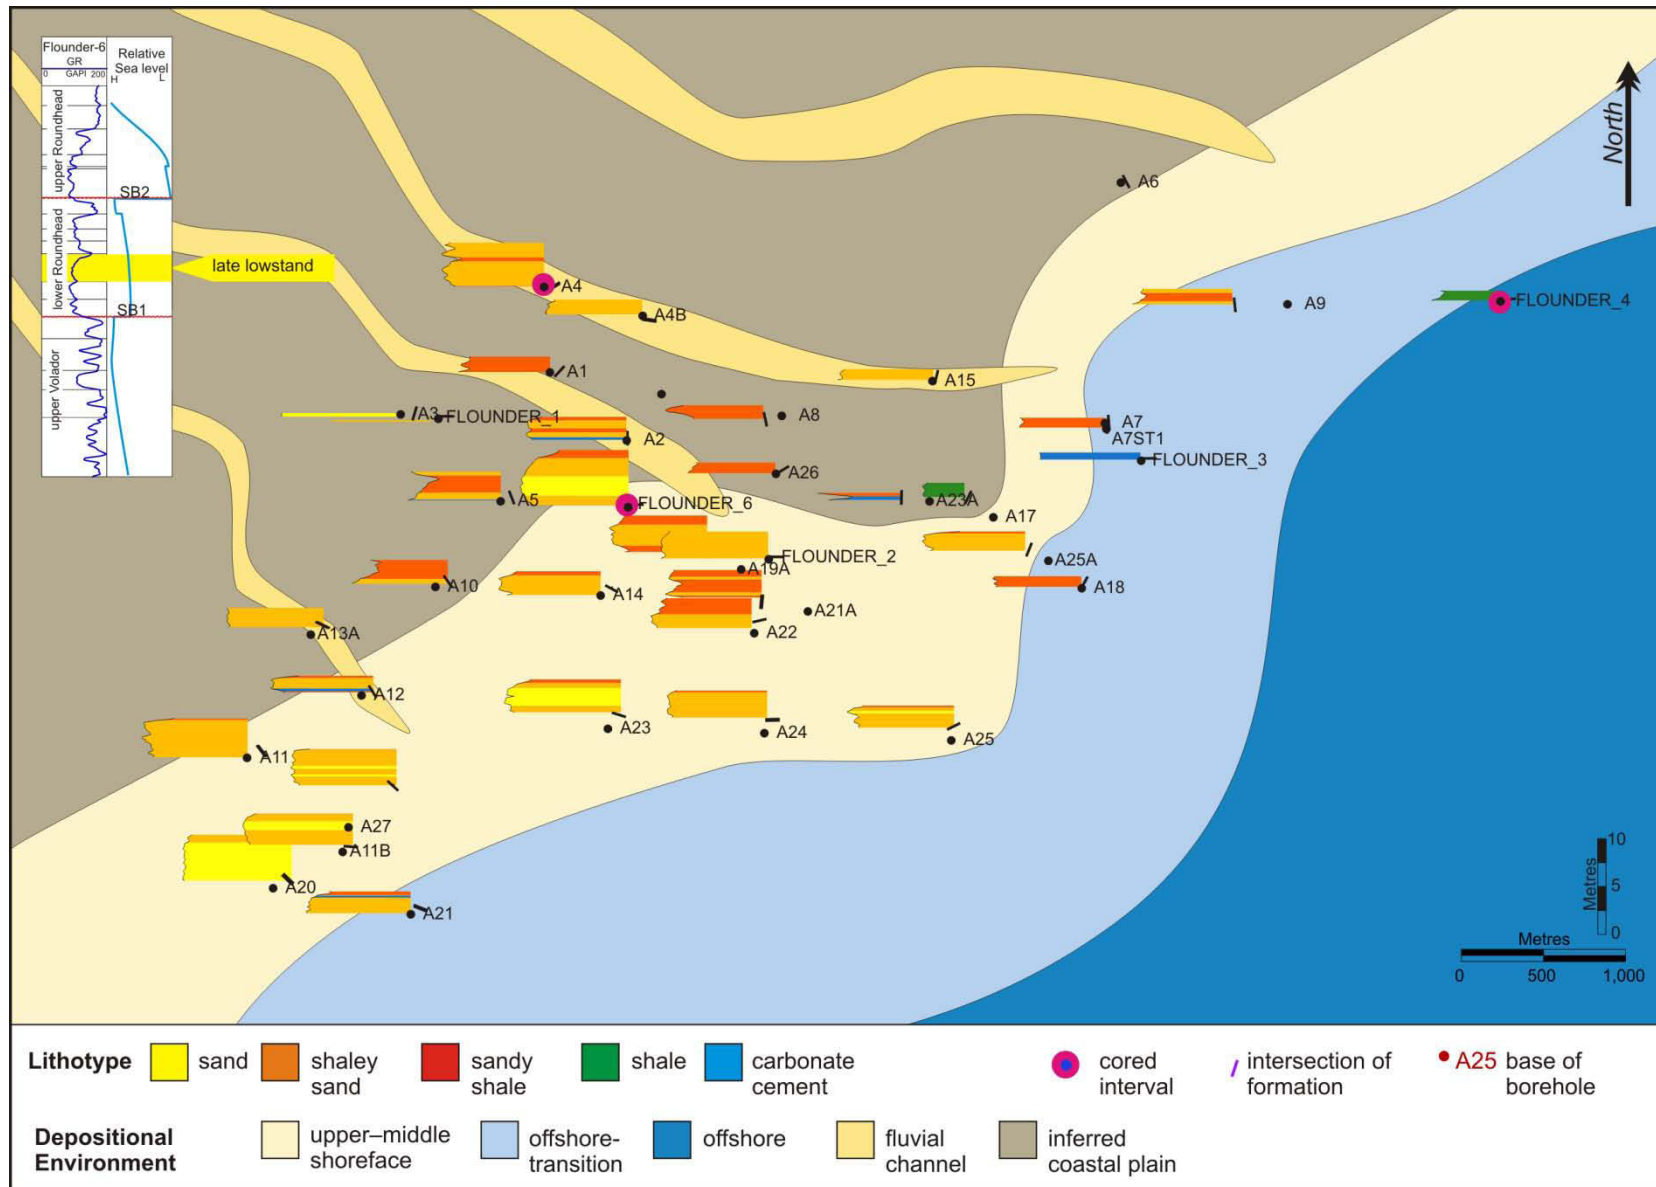 Flounder-6
GR
0 GAPI 200
Relative
Sea level
H L
upper Roundhead
SB2
lower Roundhead
late lowstand
SB1
upper Volador
North
A6
A4
A4B
A9
FLOUNDER_4
A1
A15
A3
FLOUNDER_1
A8
A2
A7
A7ST1
FLOUNDER_3
A26
A5
FLOUNDER_6
A23A
A17
FLOUNDER_2
A19A
A25A
A10
A14
A18
A21A
A13A
A22
A12
A23
A24
A25
A11
A27
A11B
A20
A21
Metres
10
5
0
Metres
0 500 1,000
Lithotype
sand
shaley
sand
sandy
shale
shale
carbonate
cement
cored
interval
intersection of
formation
A25
base of
borehole
Depositional
Environment
upper–middle
shoreface
offshore-
transition
offshore
fluvial
channel
inferred
coastal plain